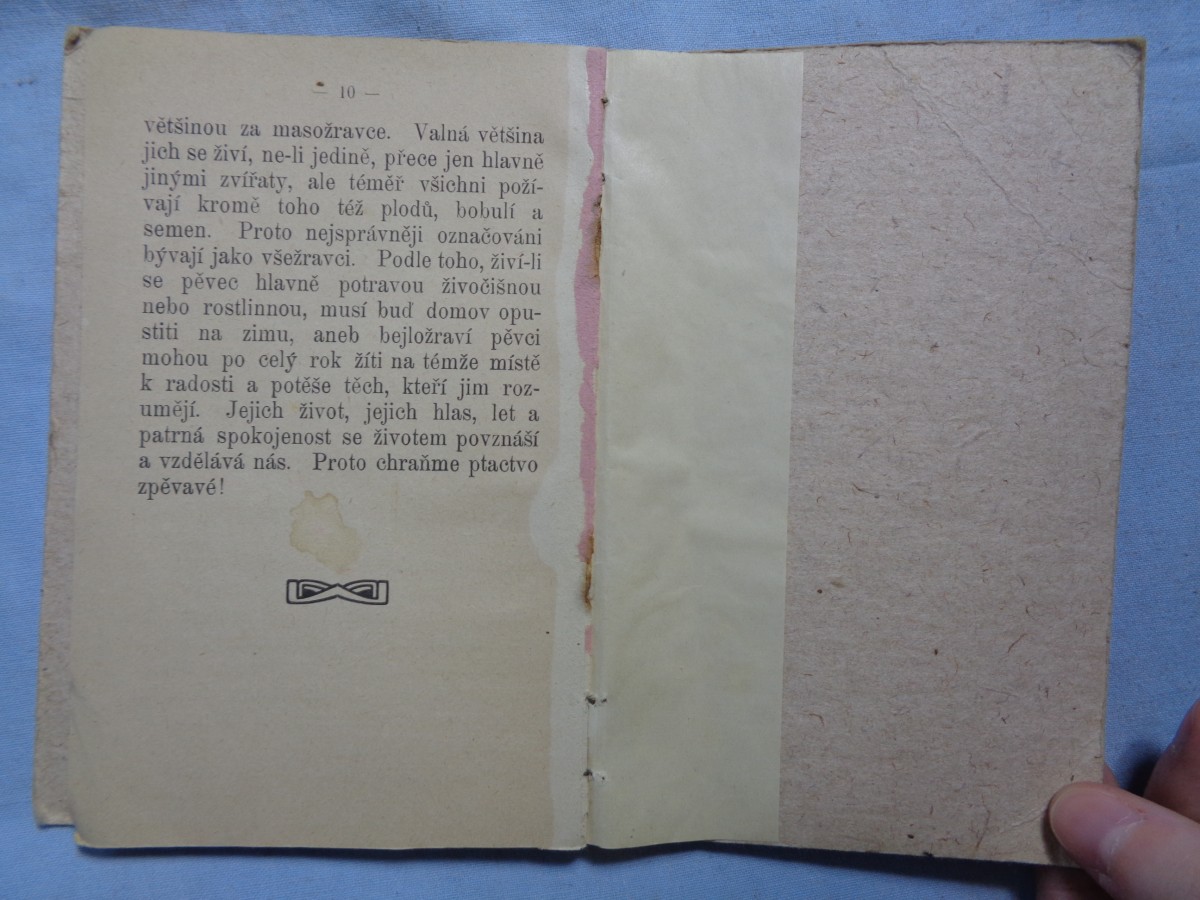 — 10 —
většinou za masožravce. Valná většina
jich se živí, ne-li jedině, přece jen hlavně
jinými zvířaty, ale téměř všichni poží-
vají kromě toho též plodů, bobulí a
semen. Proto nejsprávněji označováni
bývají jako všežravci. Podle toho, živí-li
se pěvec hlavně potravou živočišnou
nebo rostlinnou, musí buď domov opu-
stiti na zimu, aneb bejložraví pěvci
mohou po celý rok žíti na témže místě
k radosti a potěše těch, kteří jim roz-
umějí. Jejich život, jejich hlas, let a
patrná spokojenost se životem povznáší
a vzdělává nás. Proto chraňme ptactvo
zpěvavé!